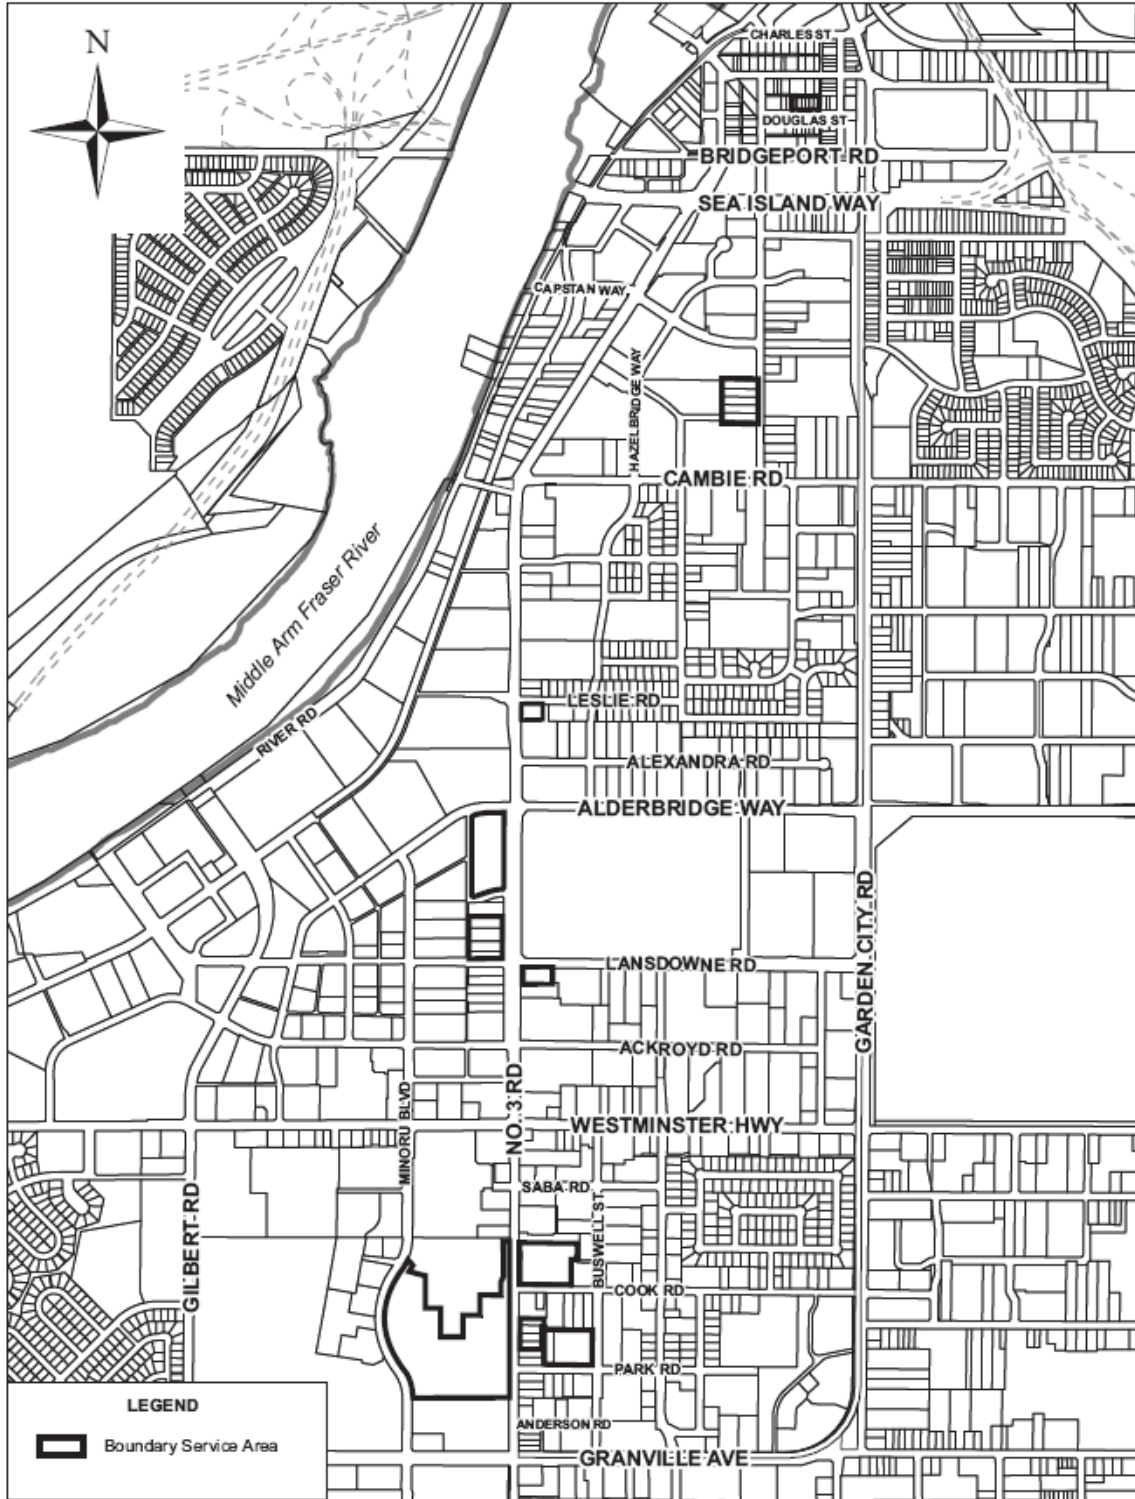 N
CHARLES ST
DOUGLAS ST
BRIDGEPORT RD
SEA ISLAND WAY
CAPSTAN WAY
HAZELBRIDGE WAY
CAMBIE RD
Middle Arm Fraser River
RIVER RD
LESLIE RD
ALEXANDRA RD
ALDERBRIDGE WAY
GARDEN CITY RD
LANSDOWNE RD
ACKROYD RD
NO. 3 RD
MINORU BLVD
WESTMINSTER HWY
SABA RD
GILBERT RD
BUSWELL ST
COOK RD
PARK RD
ANDERSON RD
GRANVILLE AVE
LEGEND
Boundary Service Area